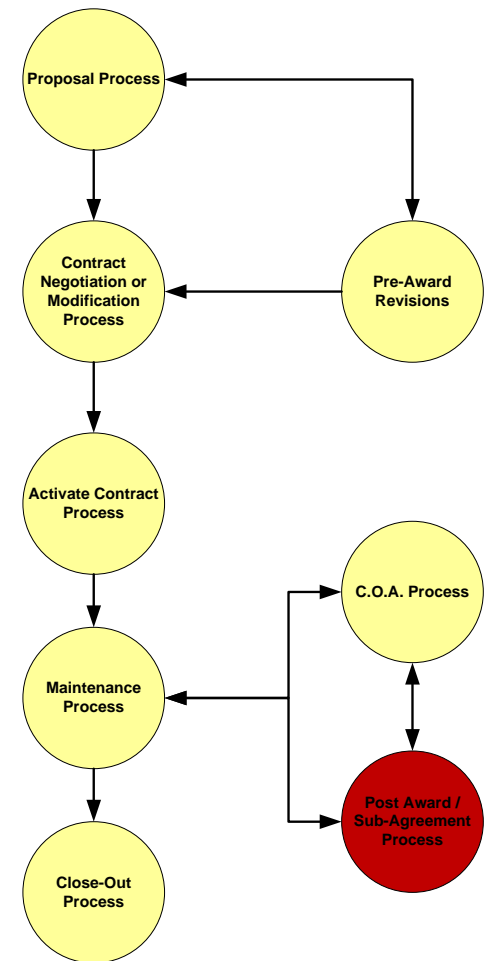 Proposal Process
Contract
Negotiation or
Modification
Process
Pre-Award
Revisions
Activate Contract
Process
C.O.A. Process
Maintenance
Process
Post Award /
Sub-Agreement
Process
Close-Out
Process